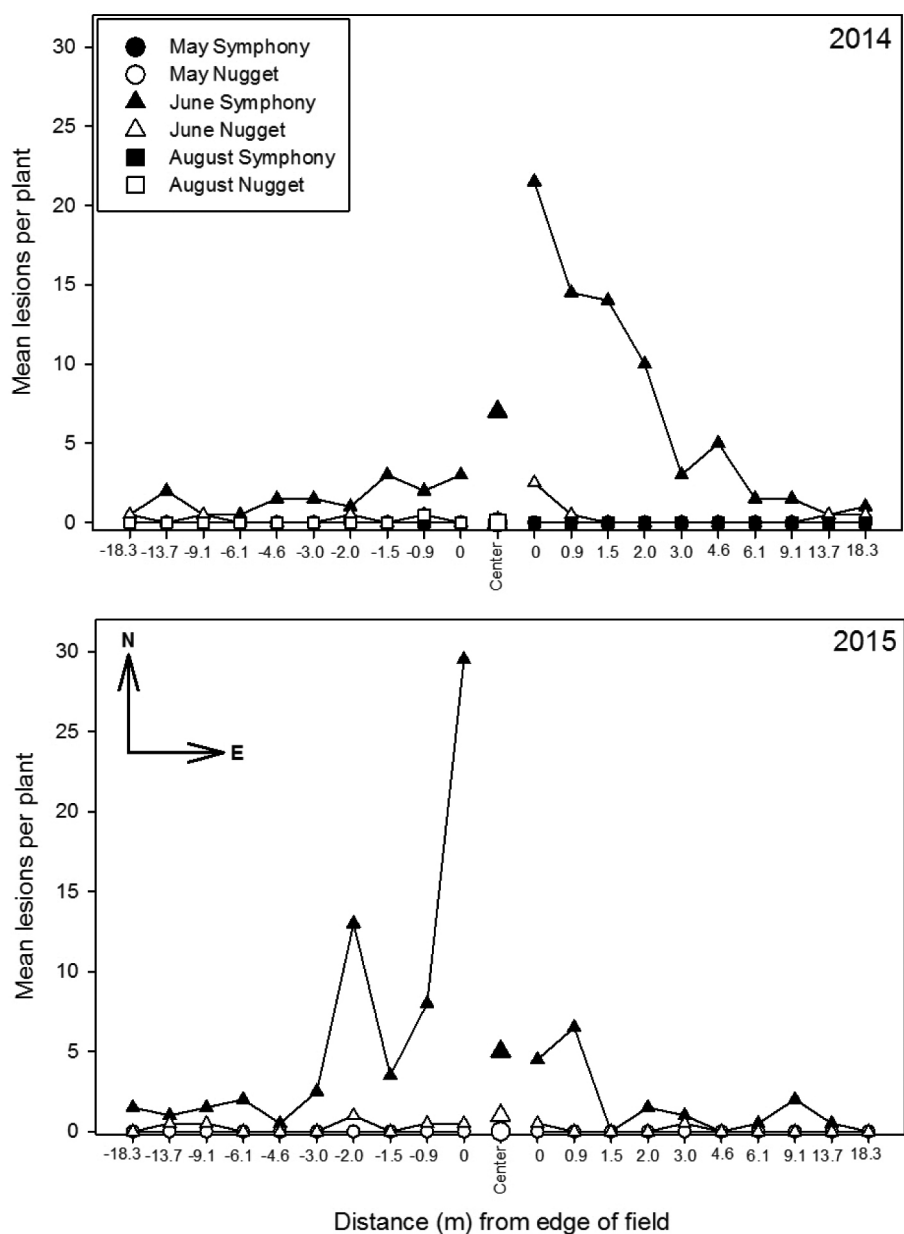 2014
May Symphony
May Nugget
June Symphony
June Nugget
August Symphony
August Nugget
Mean lesions per plant
30
25
20
15
10
5
0
-18.3 -13.7 -9.1 -6.1 -4.6 -3.0 -2.0 -1.5 -0.9 0 Center 0 0.9 1.5 2.0 3.0 4.6 6.1 9.1 13.7 18.3
2015
N
E
Mean lesions per plant
30
25
20
15
10
5
0
-18.3 -13.7 -9.1 -6.1 -4.6 -3.0 -2.0 -1.5 -0.9 0 Center 0 0.9 1.5 2.0 3.0 4.6 6.1 9.1 13.7 18.3
Distance (m) from edge of field